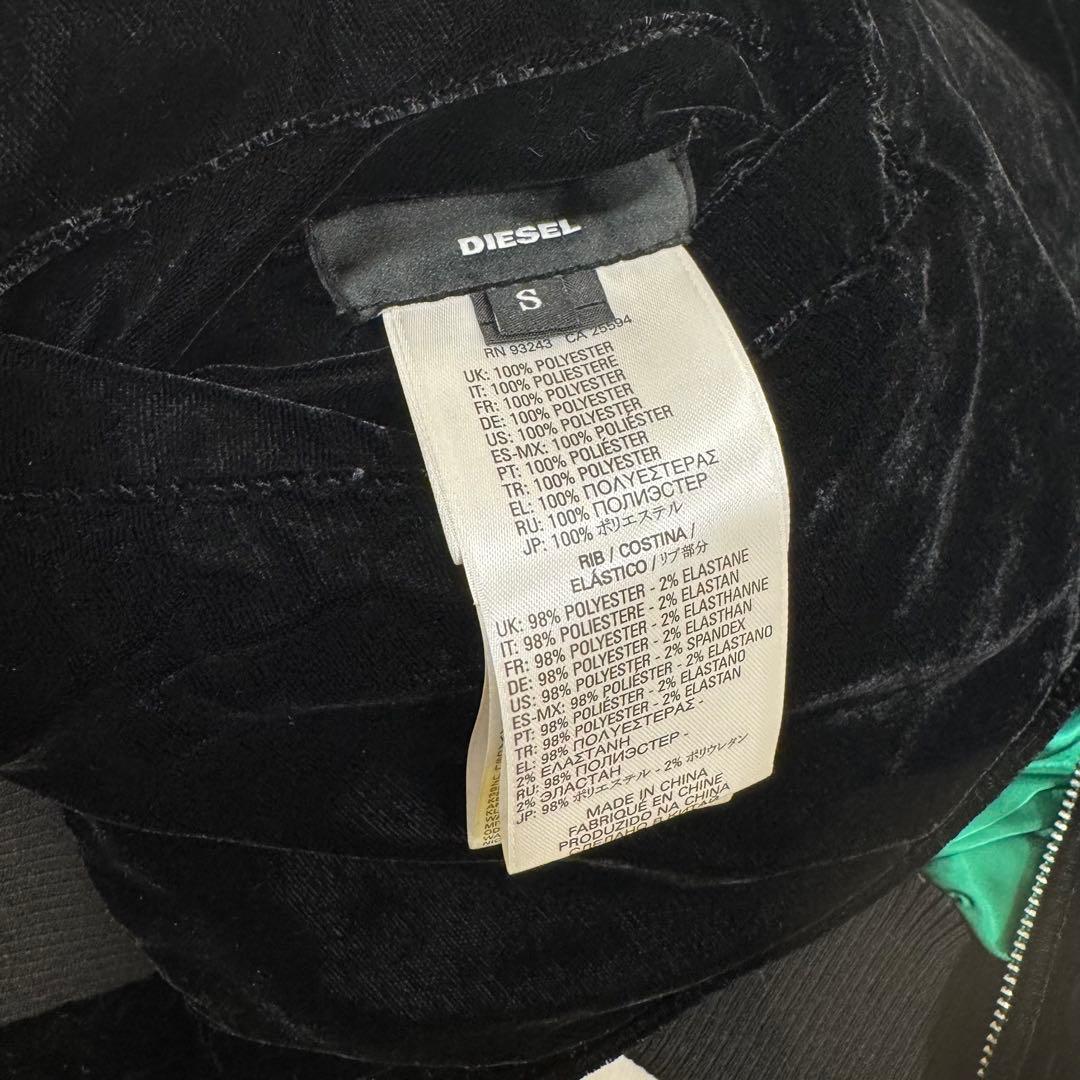 DIESEL
S
RN 93243 CA 25594
UK: 100% POLYESTER
IT: 100% POLIESTERE
FR: 100% POLYESTER
DE: 100% POLYESTER
US: 100% POLYESTER
ES-MX: 100% POLIÉSTER
PT: 100% POLIÉSTER
TR: 100% POLYESTER
EL: 100% ΠΟΛΥΕΣΤΕΡΑΣ
RU: 100% ПОЛИЭСТЕР
JP: 100% ポリエステル
RIB / COSTINA /
ELÁSTICO / リブ部分
UK: 98% POLYESTER - 2% ELASTANE
IT: 98% POLIESTERE - 2% ELASTAN
FR: 98% POLYESTER - 2% ELASTHANNE
DE: 98% POLYESTER - 2% ELASTHAN
US: 98% POLYESTER - 2% SPANDEX
ES-MX: 98% POLIÉSTER - 2% ELASTANO
PT: 98% POLIÉSTER - 2% ELASTANO
TR: 98% POLYESTER - 2% ELASTAN
EL: 98% ΠΟΛΥΕΣΤΕΡΑΣ -
2% ΕΛΑΣΤΑΝΗ
RU: 98% ПОЛИЭСТЕР -
2% ЭЛАСТАН
JP: 98% ポリエステル - 2% ポリウレタン
MADE IN CHINA
FABRIQUÉ EN CHINE
PRODUZIDO NA CHINA
СДЕЛАНО В КИТАЕ